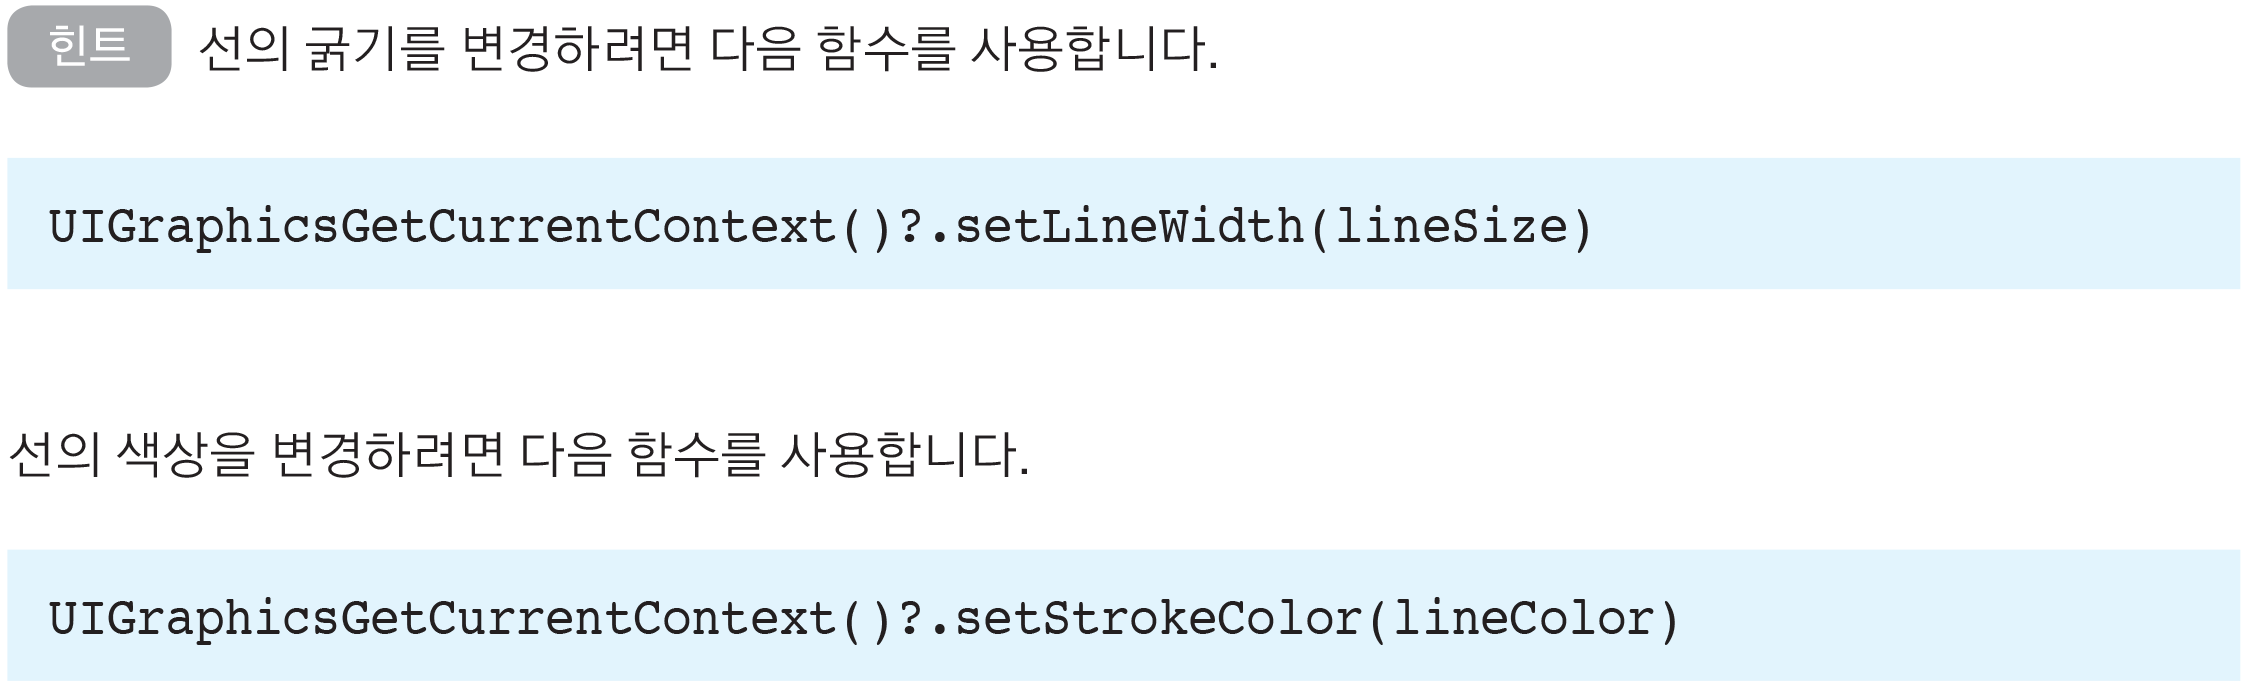 힌트 선의 굵기를 변경하려면 다음 함수를 사용합니다.
UIGraphicsGetCurrentContext()?.setLineWidth(lineSize)
선의 색상을 변경하려면 다음 함수를 사용합니다.
UIGraphicsGetCurrentContext()?.setStrokeColor(lineColor)